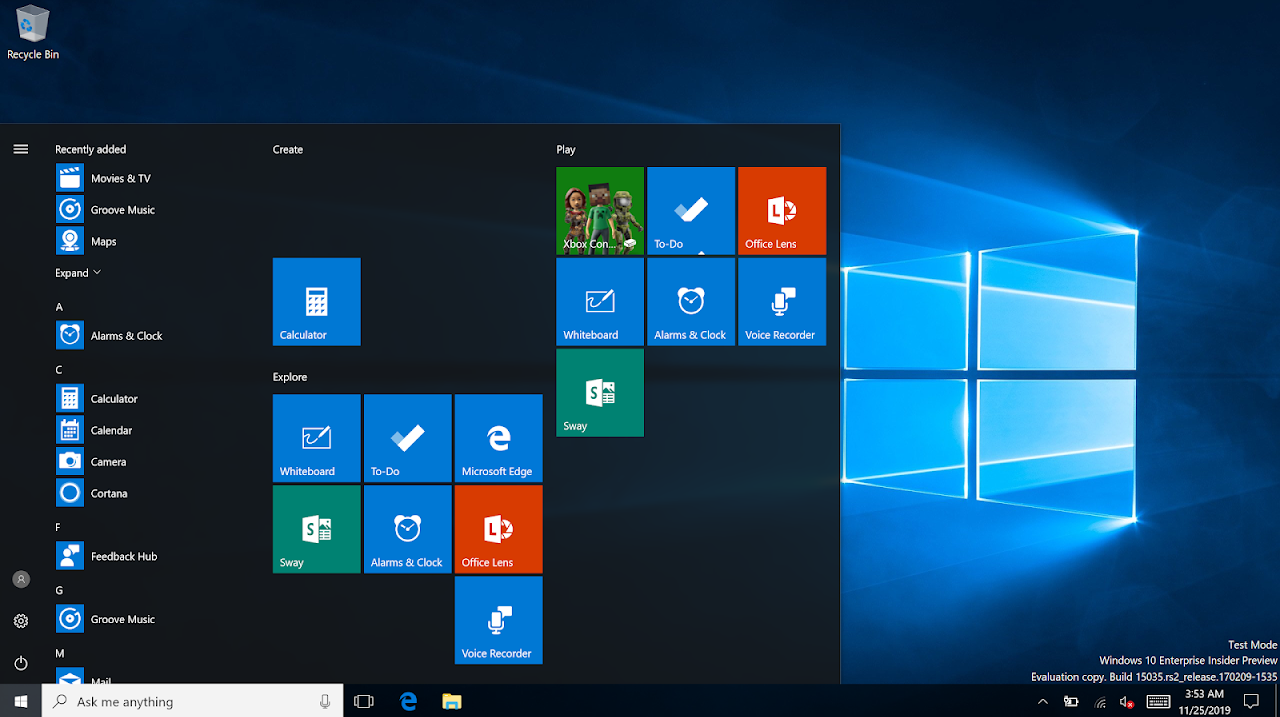 Recycle Bin
Recently added
Movies & TV
Groove Music
Maps
Expand
A
Alarms & Clock
C
Calculator
Calendar
Camera
Cortana
F
Feedback Hub
G
Groove Music
M
Mail
Create
Calculator
Explore
Whiteboard
To-Do
Microsoft Edge
Sway
Alarms & Clock
Office Lens
Voice Recorder
Play
Xbox Con...
To-Do
Office Lens
Whiteboard
Alarms & Clock
Voice Recorder
Sway
Test Mode
Windows 10 Enterprise Insider Preview
Evaluation copy. Build 15035.rs2_release.170209-1535
Ask me anything
3:53 AM
11/25/2019